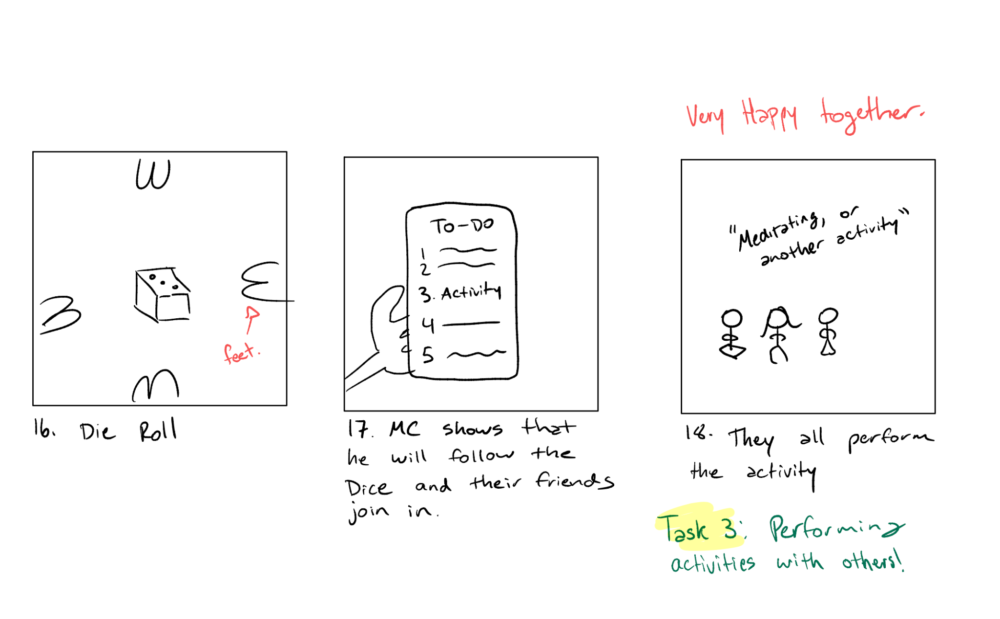 feet.
16. Die Roll
TO-DO
1
2
3. Activity
4
5
17. MC shows that
he will follow the
Dice and their friends
join in.
Very Happy together.
"Meditating, or
another activity"
18. They all perform
the activity
Task 3: Performing
activities with others!